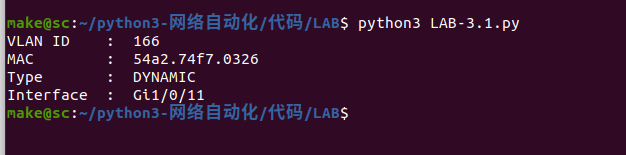 make@sc:~/python3-网络自动化/代码/LAB$ python3 LAB-3.1.py
VLAN ID    :  166
MAC        :  54a2.74f7.0326
Type       :  DYNAMIC
Interface  :  Gi1/0/11
make@sc:~/python3-网络自动化/代码/LAB$